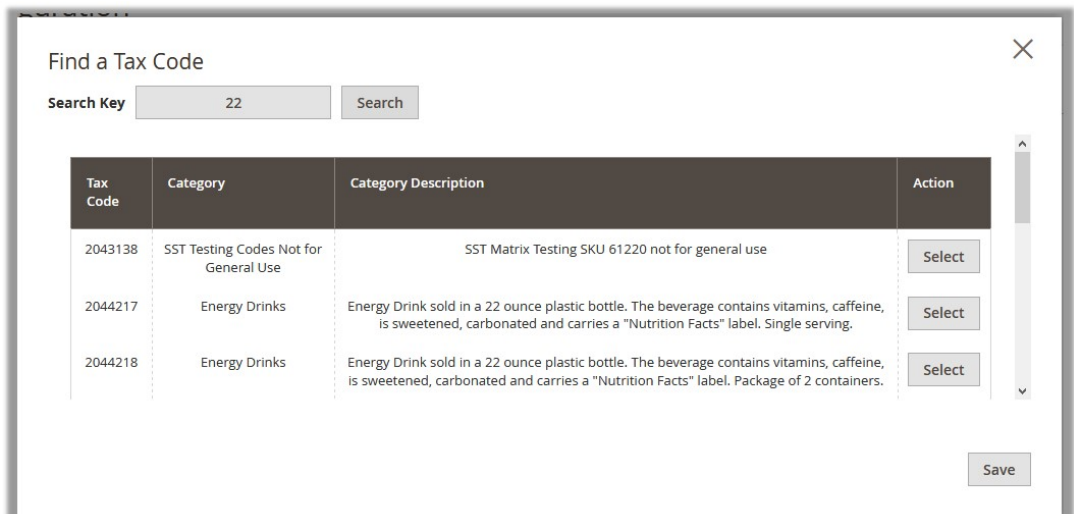 Find a Tax Code
Search Key 22 Search
Tax Code Category Category Description Action
2043138 SST Testing Codes Not for SST Matrix Testing SKU 61220 not for general use Select
General Use
2044217 Energy Drinks Energy Drink sold in a 22 ounce plastic bottle. The beverage contains vitamins, caffeine, Select
is sweetened, carbonated and carries a "Nutrition Facts" label. Single serving.
2044218 Energy Drinks Energy Drink sold in a 22 ounce plastic bottle. The beverage contains vitamins, caffeine, Select
is sweetened, carbonated and carries a "Nutrition Facts" label. Package of 2 containers.
Save